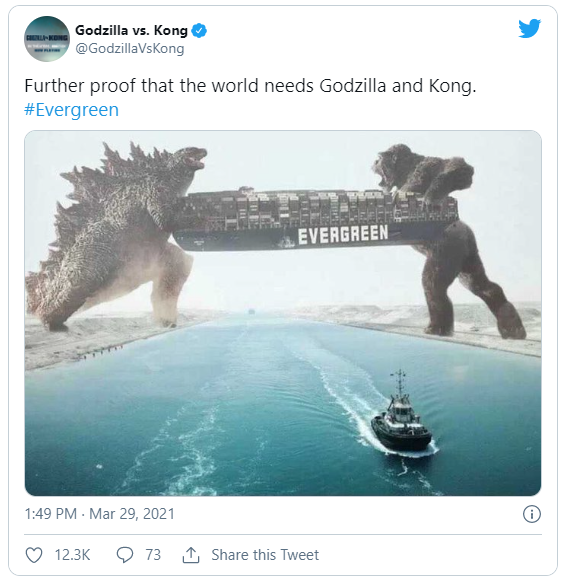 Godzilla vs. Kong
@GodzillaVsKong
Further proof that the world needs Godzilla and Kong.
#Evergreen
EVERGREEN
1:49 PM · Mar 29, 2021
12.3K 73 Share this Tweet